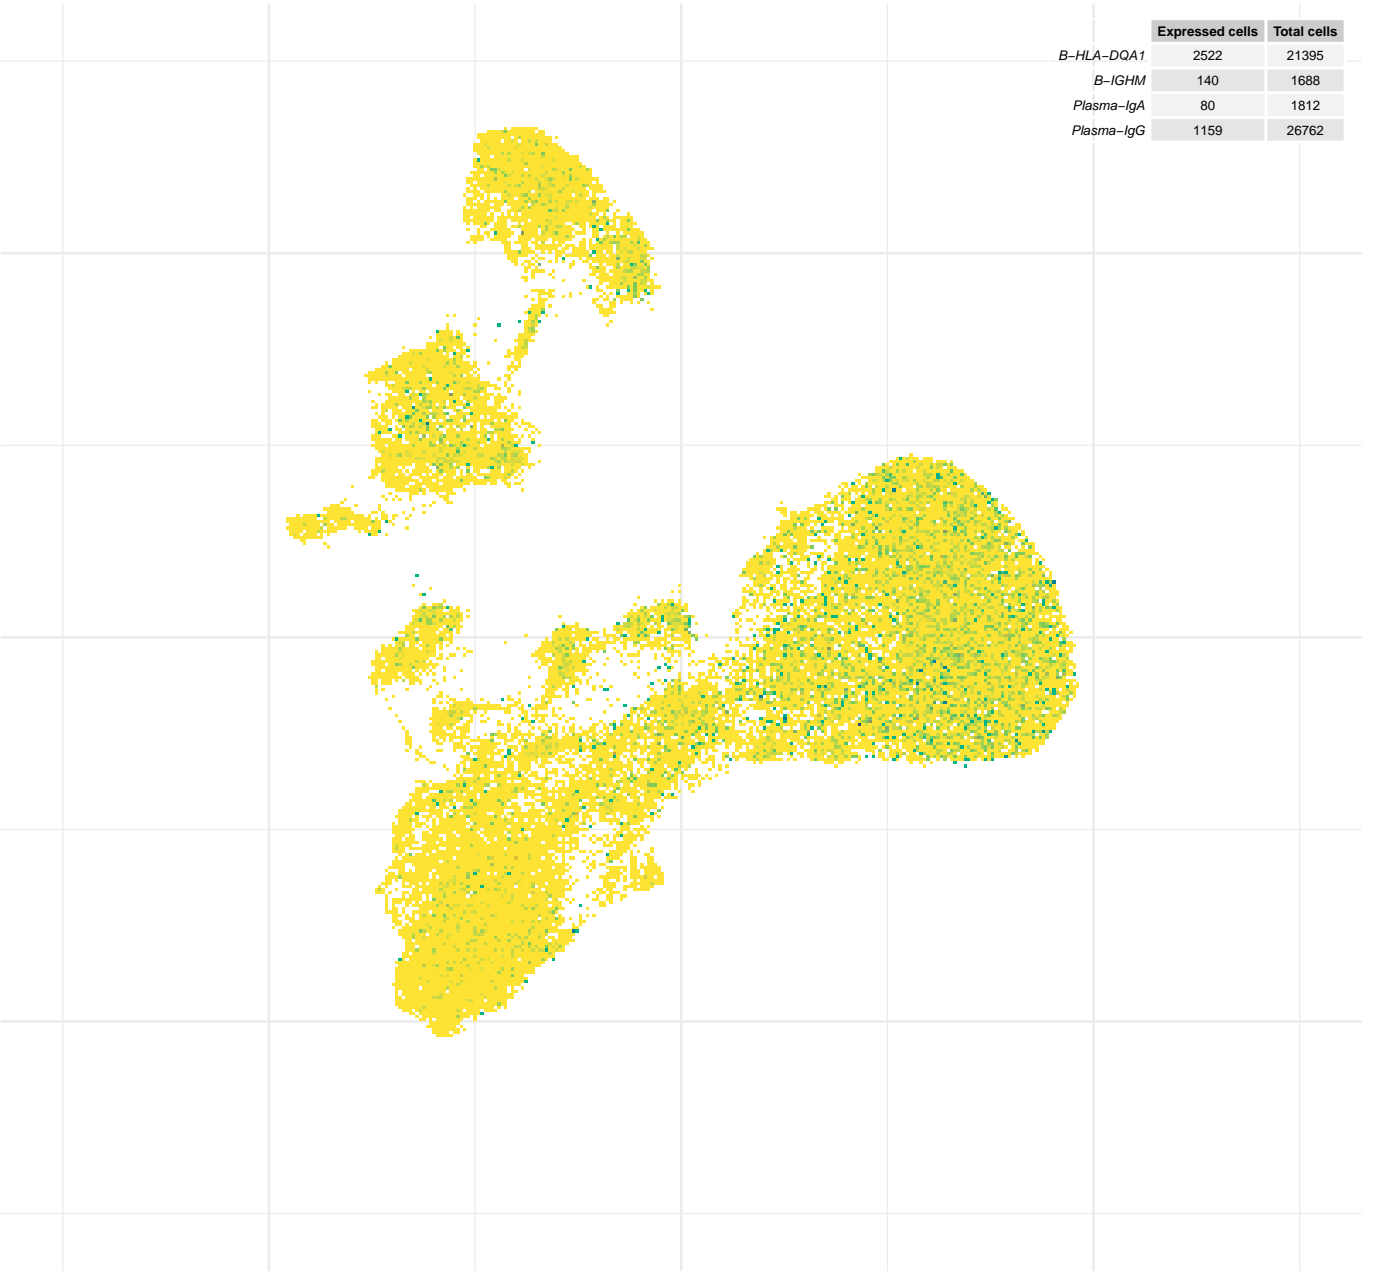 Expressed cells Total cells
B–HLA–DQA1 2522 21395
B–IGHM 140 1688
Plasma–IgA 80 1812
Plasma–IgG 1159 26762